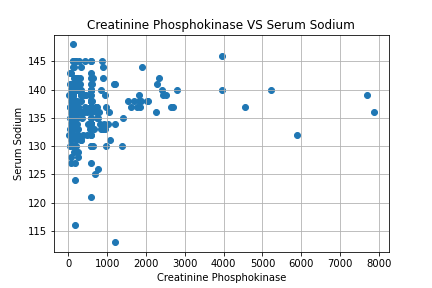 Creatinine Phosphokinase VS Serum Sodium
145
140
135
130
125
120
115
Serum Sodium
0 1000 2000 3000 4000 5000 6000 7000 8000
Creatinine Phosphokinase